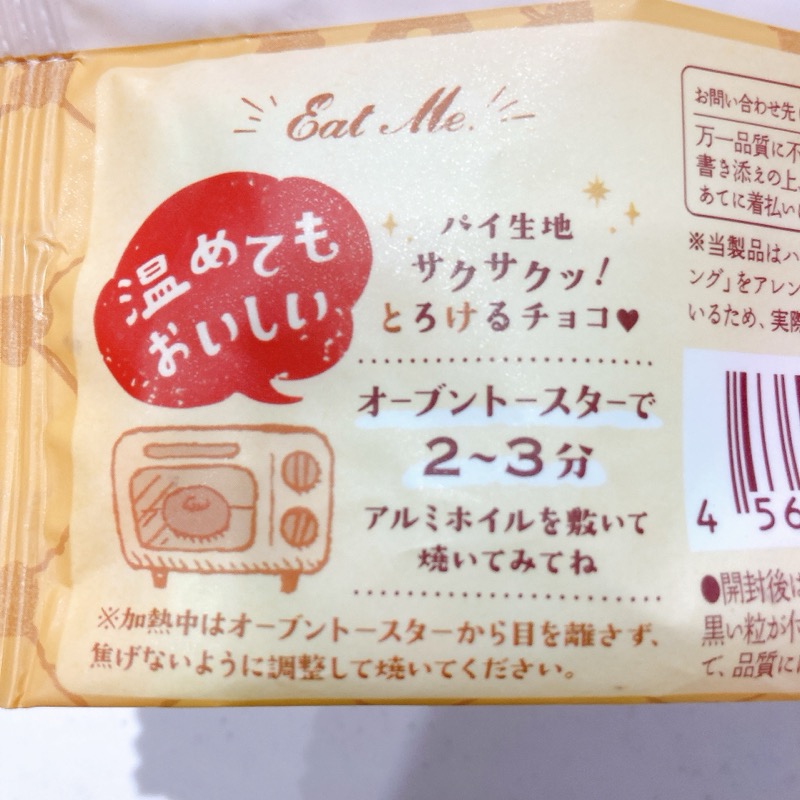 Eat Me.
温めても
おいしい
パイ生地
サクサクッ!
とろけるチョコ♥
オーブントースターで
2~3分
アルミホイルを敷いて
焼いてみてね
※加熱中はオーブントースターから目を離さず、
焦げないように調整して焼いてください。
お問い合わせ先
万一品質に不
書き添えの上
あてに着払い
※当製品はハ
ング」をアレン
いるため、実際
4 56
●開封後は
黒い粒が付
て、品質に